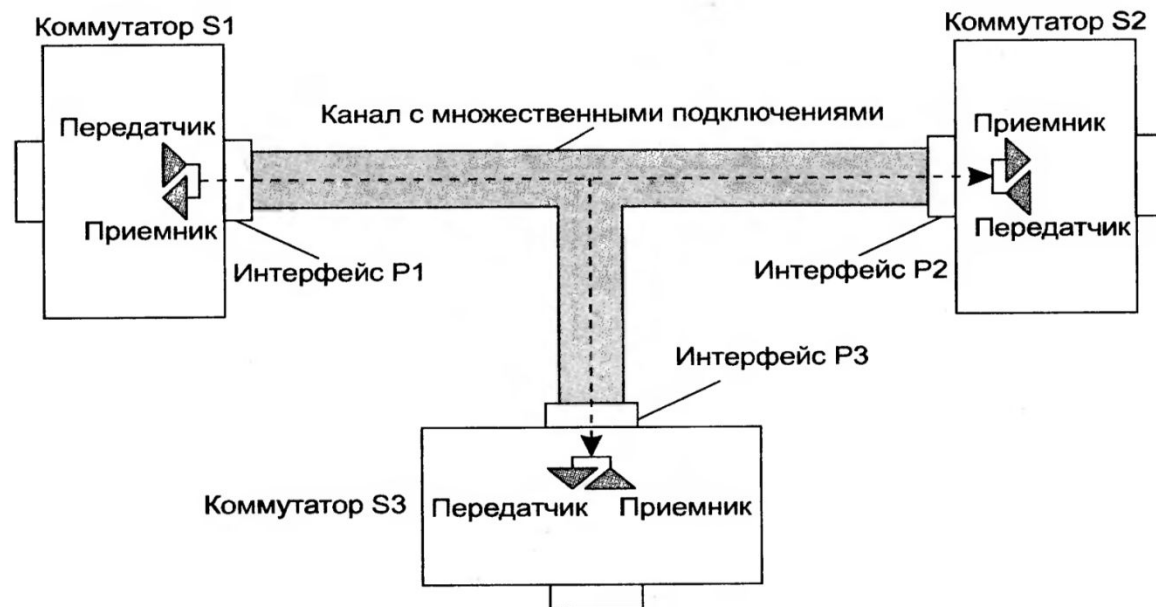 Коммутатор S1
Коммутатор S2
Канал с множественными подключениями
Передатчик
Приемник
Приемник
Передатчик
Интерфейс P1
Интерфейс P2
Интерфейс P3
Коммутатор S3
Передатчик
Приемник